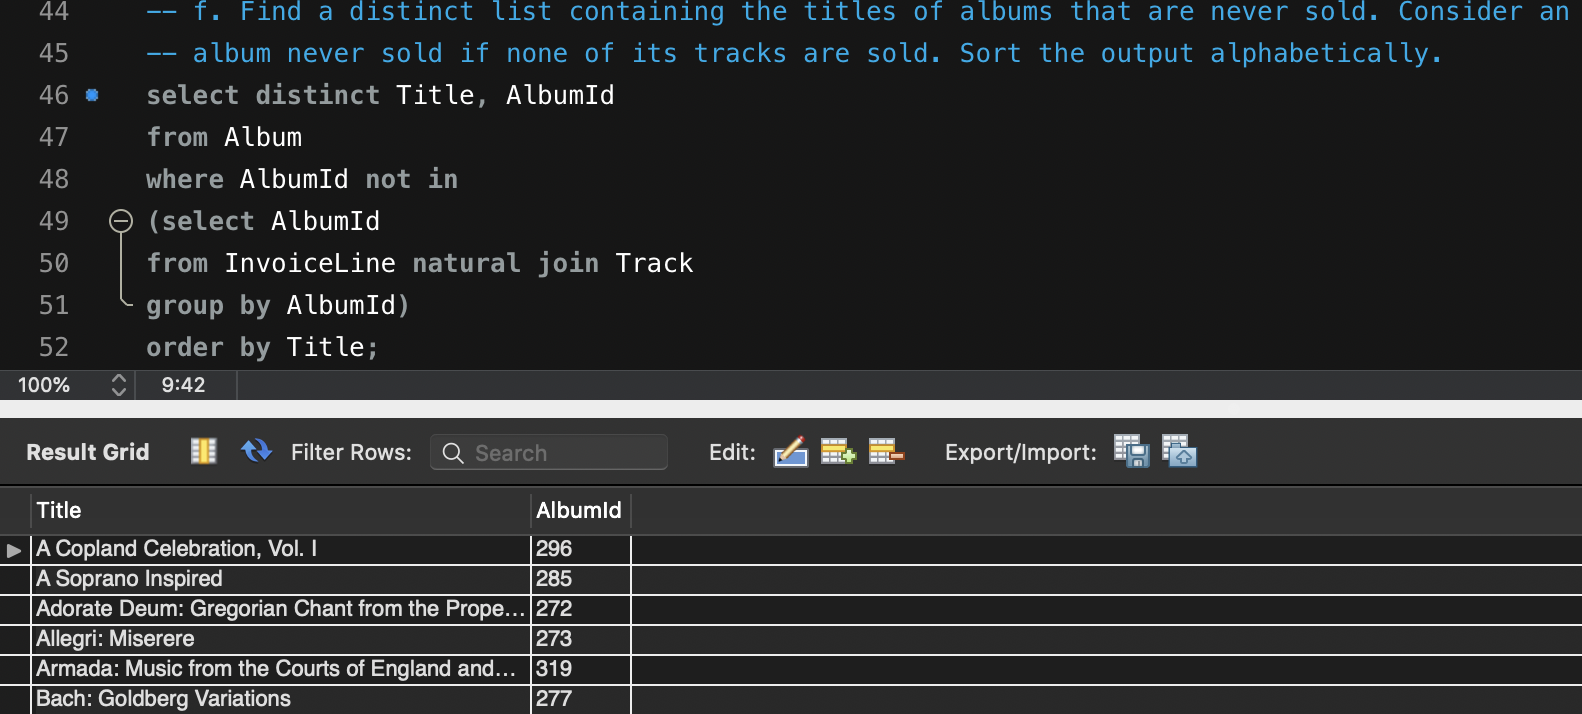 44 -- f. Find a distinct list containing the titles of albums that are never sold. Consider an
45 -- album never sold if none of its tracks are sold. Sort the output alphabetically.
46 select distinct Title, AlbumId
47 from Album
48 where AlbumId not in
49 (select AlbumId
50 from InvoiceLine natural join Track
51 group by AlbumId)
52 order by Title;
100% 9:42
Result Grid Filter Rows: Search Edit: Export/Import:
Title AlbumId
A Copland Celebration, Vol. I 296
A Soprano Inspired 285
Adorate Deum: Gregorian Chant from the Prope... 272
Allegri: Miserere 273
Armada: Music from the Courts of England and... 319
Bach: Goldberg Variations 277